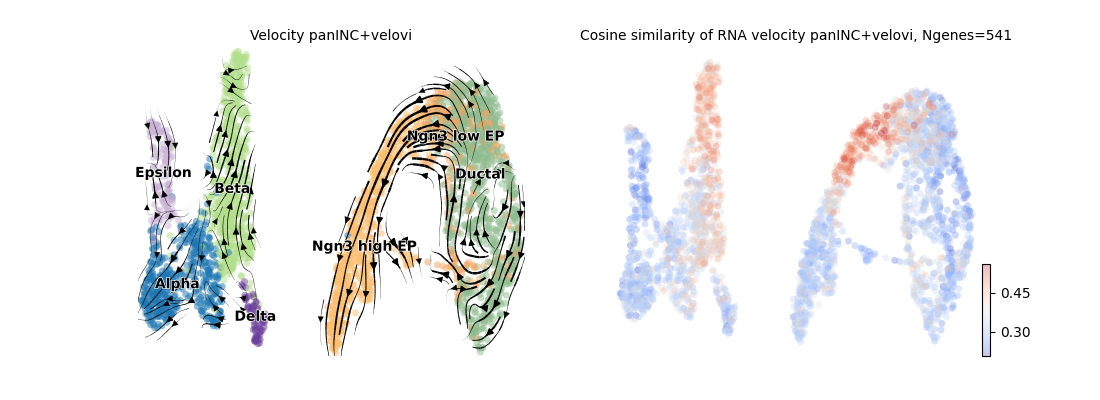 Velocity panINC+velovi
Cosine similarity of RNA velocity panINC+velovi, Ngenes=541
Ngn3 low EP
Epsilon
Ductal
Beta
Ngn3 high EP
Alpha
Delta
0.45
0.30